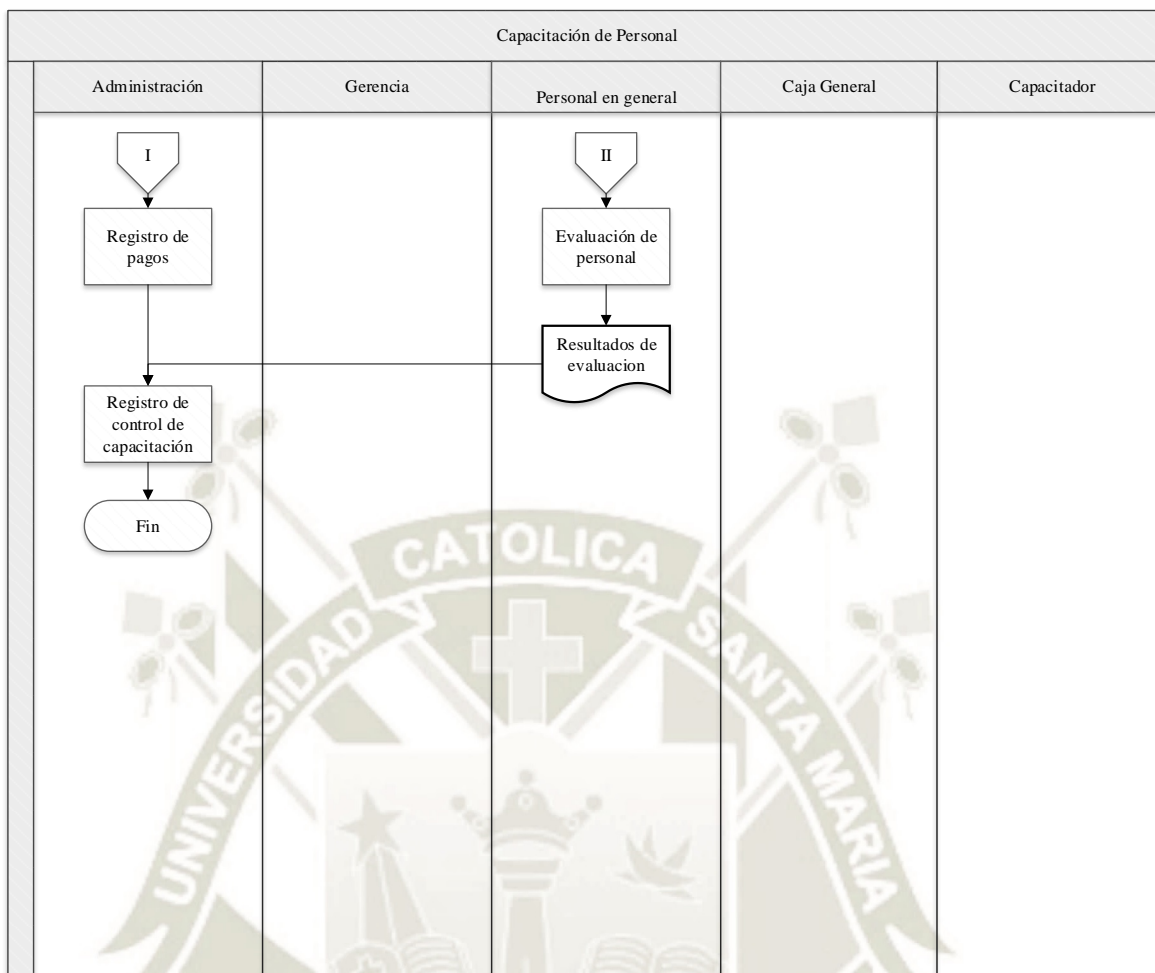 Capacitación de Personal
Administración
Gerencia
Personal en general
Caja General
Capacitador
I
II
Registro de
pagos
Evaluación de
personal
Resultados de
evaluacion
Registro de
control de
capacitación
Fin
UNIVERSIDAD
CATOLICA
SANTA MARIA